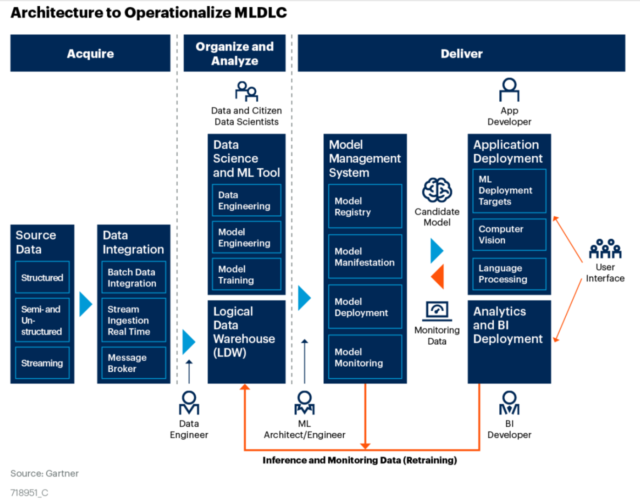 Architecture to Operationalize MLDLC
Acquire
Organize and
Analyze
Deliver
Data and Citizen
Data Scientists
App
Developer
Source
Data
Structured
Semi-and
Un-
structured
Streaming
Data
Integration
Batch Data
Integration
Stream
Ingestion
Real Time
Message
Broker
Data
Science
and ML Tool
Data
Engineering
Model
Engineering
Model
Training
Logical
Data
Warehouse
(LDW)
Model
Management
System
Model
Registry
Model
Manifestation
Model
Deployment
Model
Monitoring
Candidate
Model
Monitoring
Data
Application
Deployment
ML
Deployment
Targets
Computer
Vision
Language
Processing
Analytics
and BI
Deployment
User
Interface
Data
Engineer
ML
Architect/Engineer
BI
Developer
Inference and Monitoring Data (Retraining)
Source: Gartner
718951_C